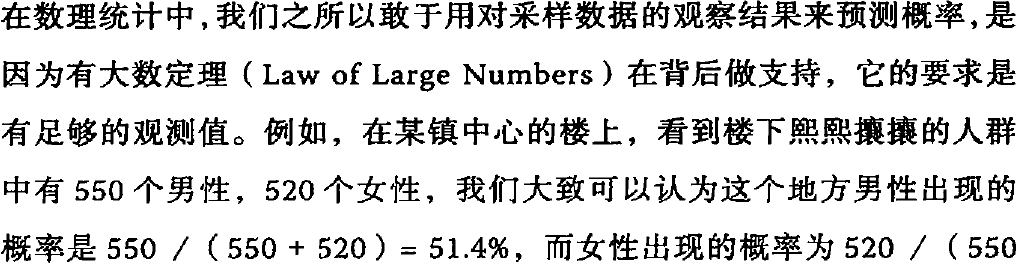 在数理统计中，我们之所以敢于用对采样数据的观察结果来预测概率，是
因为有大数定理（Law of Large Numbers）在背后做支持，它的要求是
有足够的观测值。例如，在某镇中心的楼上，看到楼下熙熙攘攘的人群
中有 550 个男性，520 个女性，我们大致可以认为这个地方男性出现的
概率是 550 /（550 + 520）= 51.4%，而女性出现的概率为 520 /（550